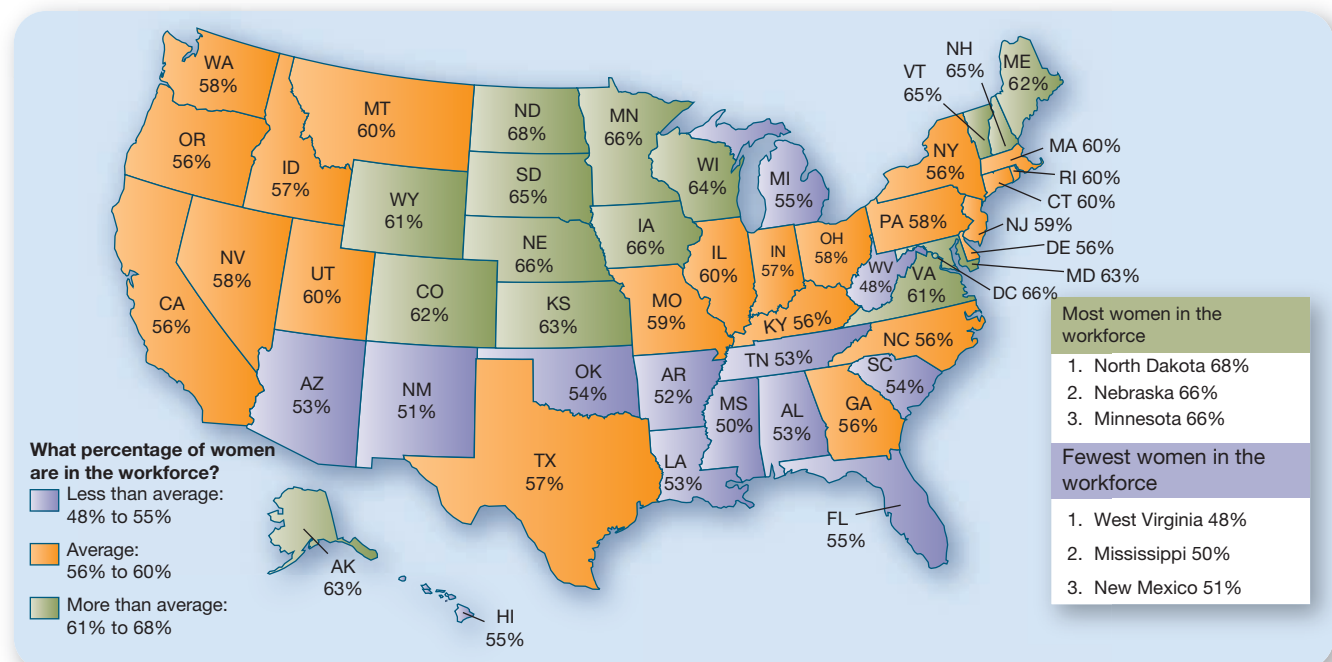 WA
58%
OR
56%
CA
56%
NV
58%
ID
57%
MT
60%
WY
61%
UT
60%
AZ
53%
CO
62%
NM
51%
ND
68%
SD
65%
NE
66%
KS
63%
OK
54%
TX
57%
MN
66%
IA
66%
MO
59%
AR
52%
LA
53%
WI
64%
IL
60%
MI
55%
IN
57%
OH
58%
KY 56%
TN 53%
MS
50%
AL
53%
GA
56%
FL
55%
SC
54%
NC 56%
VA
61%
WV
48%
PA 58%
NY
56%
VT
65%
NH
65%
ME
62%
MA 60%
RI 60%
CT 60%
NJ 59%
DE 56%
MD 63%
DC 66%
AK
63%
HI
55%
What percentage of women
are in the workforce?
Less than average:
48% to 55%
Average:
56% to 60%
More than average:
61% to 68%
Most women in the
workforce
1. North Dakota 68%
2. Nebraska 66%
3. Minnesota 66%
Fewest women in the
workforce
1. West Virginia 48%
2. Mississippi 50%
3. New Mexico 51%